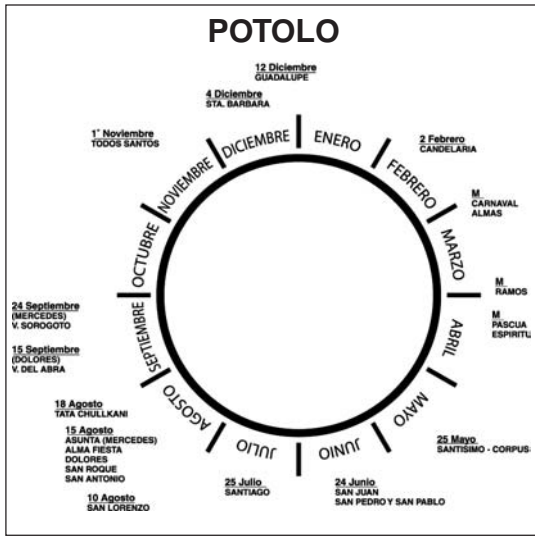 POTOLO
12 Diciembre
GUADALUPE
4 Diciembre
STA. BARBARA
1° Noviembre
TODOS SANTOS
2 Febrero
CANDELARIA
M
CARNAVAL
ALMAS
M
RAMOS
M
PASCUA
ESPIRITU
25 Mayo
SANTISIMO - CORPUS
24 Junio
SAN JUAN
SAN PEDRO Y SAN PABLO
25 Julio
SANTIAGO
10 Agosto
SAN LORENZO
15 Agosto
ASUNTA (MERCEDES)
ALMA FIESTA
DOLORES
SAN ROQUE
SAN ANTONIO
18 Agosto
TATA CHULLKANI
15 Septiembre
(DOLORES)
V. DEL ABRA
24 Septiembre
(MERCEDES)
V. SOROGOTO
ENERO
FEBRERO
MARZO
ABRIL
MAYO
JUNIO
JULIO
AGOSTO
SEPTIEMBRE
OCTUBRE
NOVIEMBRE
DICIEMBRE